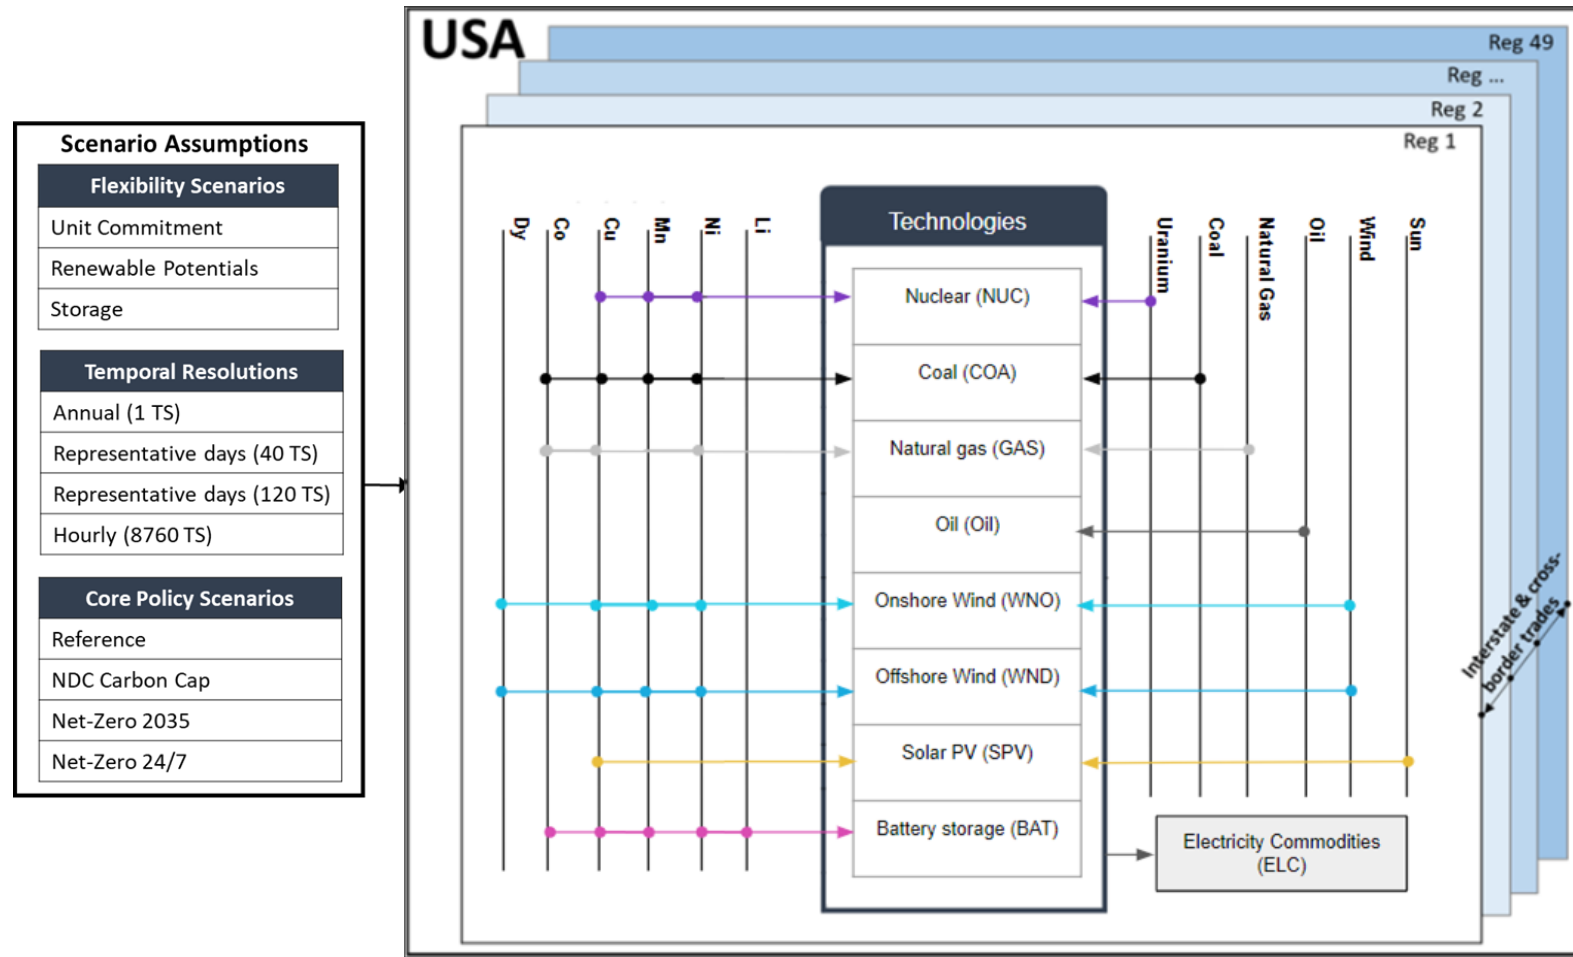 USA
Reg 49
Reg ...
Reg 2
Reg 1
Scenario Assumptions
Flexibility Scenarios
Unit Commitment
Renewable Potentials
Storage
Temporal Resolutions
Annual (1 TS)
Representative days (40 TS)
Representative days (120 TS)
Hourly (8760 TS)
Core Policy Scenarios
Reference
NDC Carbon Cap
Net-Zero 2035
Net-Zero 24/7
Dy
Co
Cu
Mn
Ni
Li
Technologies
Nuclear (NUC)
Coal (COA)
Natural gas (GAS)
Oil (Oil)
Onshore Wind (WNO)
Offshore Wind (WND)
Solar PV (SPV)
Battery storage (BAT)
Uranium
Coal
Natural Gas
Oil
Wind
Sun
Electricity Commodities
(ELC)
Interstate & cross-
border trades